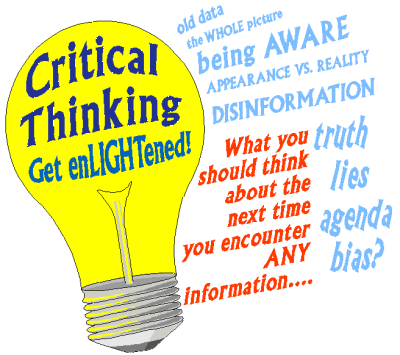 Critical
Thinking
Get enLIGHTened!
old data
the WHOLE picture
being AWARE
APPEARANCE VS. REALITY
DISINFORMATION
What you
should think
about the
next time
you encounter
ANY
information....
truth
lies
agenda
bias?